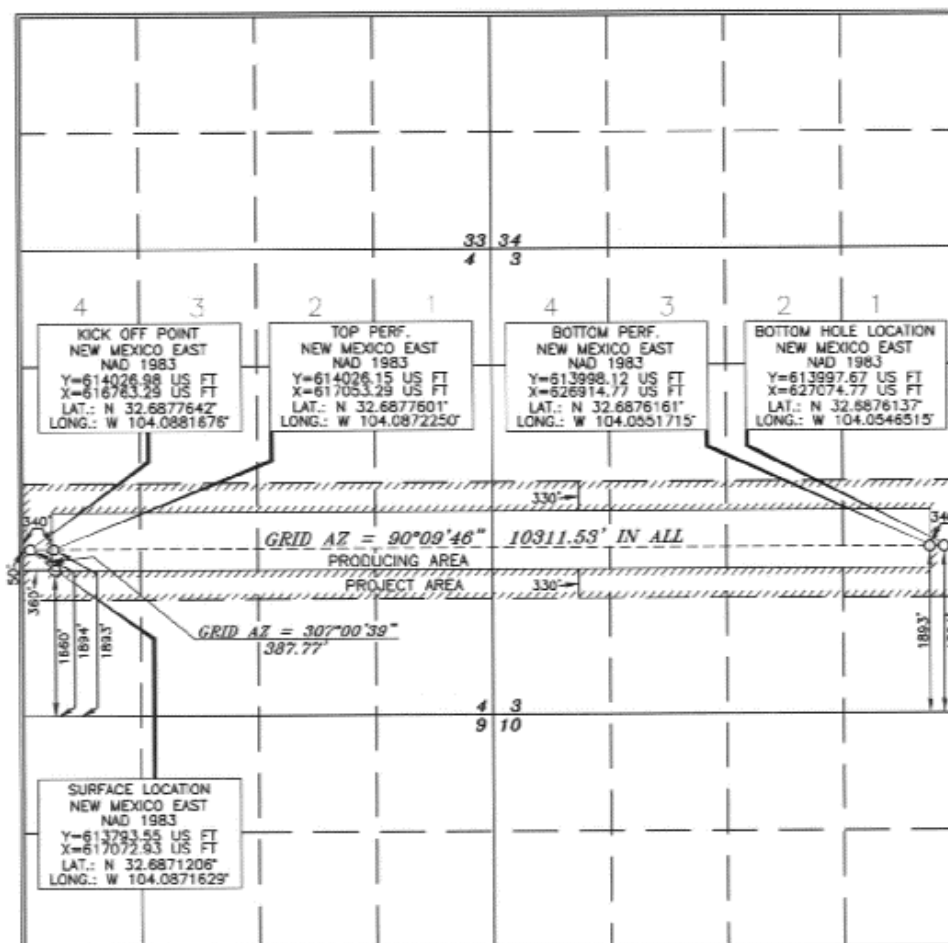 33 34
4 3
4 3 2 1 4 3 2 1
KICK OFF POINT
NEW MEXICO EAST
NAD 1983
Y=614026.98 US FT
X=616763.29 US FT
LAT.: N 32.6877642°
LONG.: W 104.0881676°
TOP PERF.
NEW MEXICO EAST
NAD 1983
Y=614026.15 US FT
X=617053.29 US FT
LAT.: N 32.6877601°
LONG.: W 104.0872250°
BOTTOM PERF.
NEW MEXICO EAST
NAD 1983
Y=613998.12 US FT
X=626914.77 US FT
LAT.: N 32.6876161°
LONG.: W 104.0551715°
BOTTOM HOLE LOCATION
NEW MEXICO EAST
NAD 1983
Y=613997.67 US FT
X=627074.77 US FT
LAT.: N 32.6876137°
LONG.: W 104.0546515°
330'
340'
GRID AZ = 90°09'46" 10311.53' IN ALL
PRODUCING AREA
PROJECT AREA
330'
50'
360'
1660'
1894'
1893'
GRID AZ = 307°00'39"
387.77'
1893'
4 3
9 10
SURFACE LOCATION
NEW MEXICO EAST
NAD 1983
Y=613793.55 US FT
X=617072.93 US FT
LAT.: N 32.6871206°
LONG.: W 104.0871629°